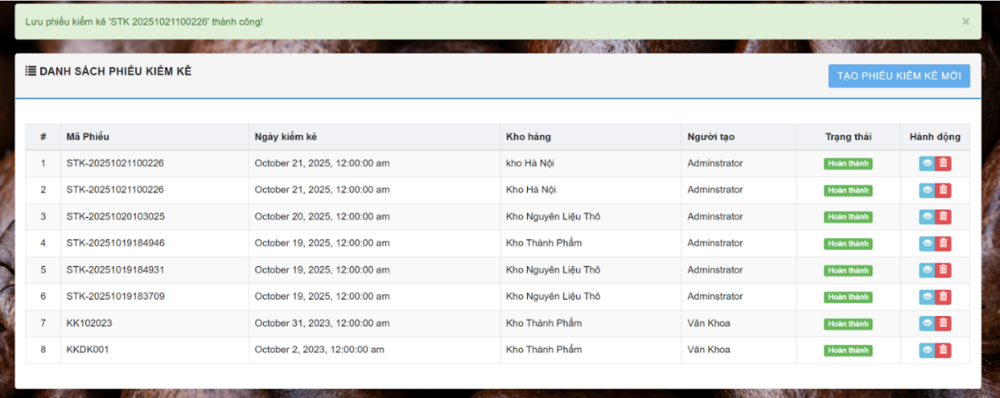 Lưu phiếu kiểm kê 'STK 20251021100226' thành công! ×
DANH SÁCH PHIẾU KIỂM KÊ TẠO PHIẾU KIỂM KÊ MỚI
# Mã Phiếu Ngày kiểm kê Kho hàng Người tạo Trạng thái Hành động
1 STK-20251021100226 October 21, 2025, 12:00:00 am kho Hà Nội Adminstrator Hoàn thành
2 STK-20251021100226 October 21, 2025, 12:00:00 am Kho Hà Nội Adminstrator Hoàn thành
3 STK-20251020103025 October 20, 2025, 12:00:00 am Kho Nguyên Liệu Thô Adminstrator Hoàn thành
4 STK-20251019184946 October 19, 2025, 12:00:00 am Kho Thành Phẩm Adminstrator Hoàn thành
5 STK-20251019184931 October 19, 2025, 12:00:00 am Kho Nguyên Liệu Thô Adminstrator Hoàn thành
6 STK-20251019183709 October 19, 2025, 12:00:00 am Kho Nguyên Liệu Thô Adminstrator Hoàn thành
7 KK102023 October 31, 2023, 12:00:00 am Kho Thành Phẩm Văn Khoa Hoàn thành
8 KKDK001 October 2, 2023, 12:00:00 am Kho Thành Phẩm Văn Khoa Hoàn thành